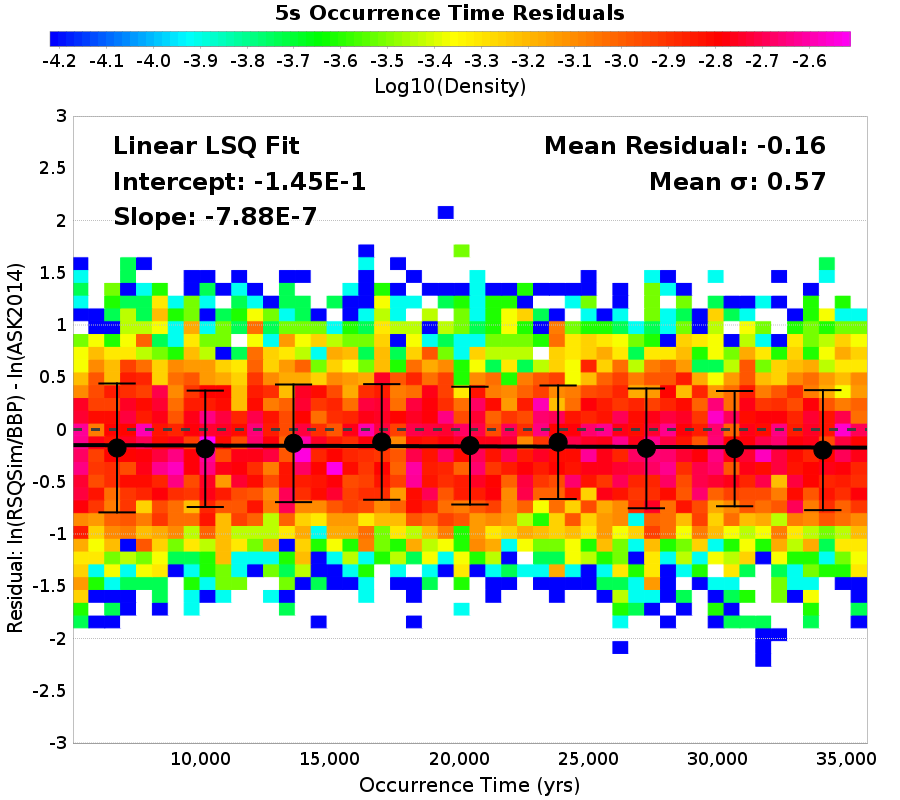 5s Occurrence Time Residuals
-4.2 -4.1 -4.0 -3.9 -3.8 -3.7 -3.6 -3.5 -3.4 -3.3 -3.2 -3.1 -3.0 -2.9 -2.8 -2.7 -2.6
Log10(Density)
Linear LSQ Fit
Intercept: -1.45E-1
Slope: -7.88E-7
Mean Residual: -0.16
Mean σ: 0.57
Residual: ln(RSQSim/BBP) - ln(ASK2014)
3
2.5
2
1.5
1
0.5
0
-0.5
-1
-1.5
-2
-2.5
-3
10,000 15,000 20,000 25,000 30,000 35,000
Occurrence Time (yrs)